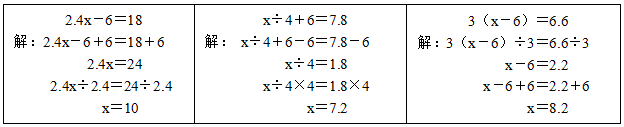 2.4x－6＝18
解：2.4x－6＋6＝18＋6
2.4x＝24
2.4x÷2.4＝24÷2.4
x＝10
x÷4＋6＝7.8
解： x÷4＋6－6＝7.8－6
x÷4＝1.8
x÷4×4＝1.8×4
x＝7.2
3（x－6）＝6.6
解：3（x－6）÷3＝6.6÷3
x－6＝2.2
x－6＋6＝2.2＋6
x＝8.2